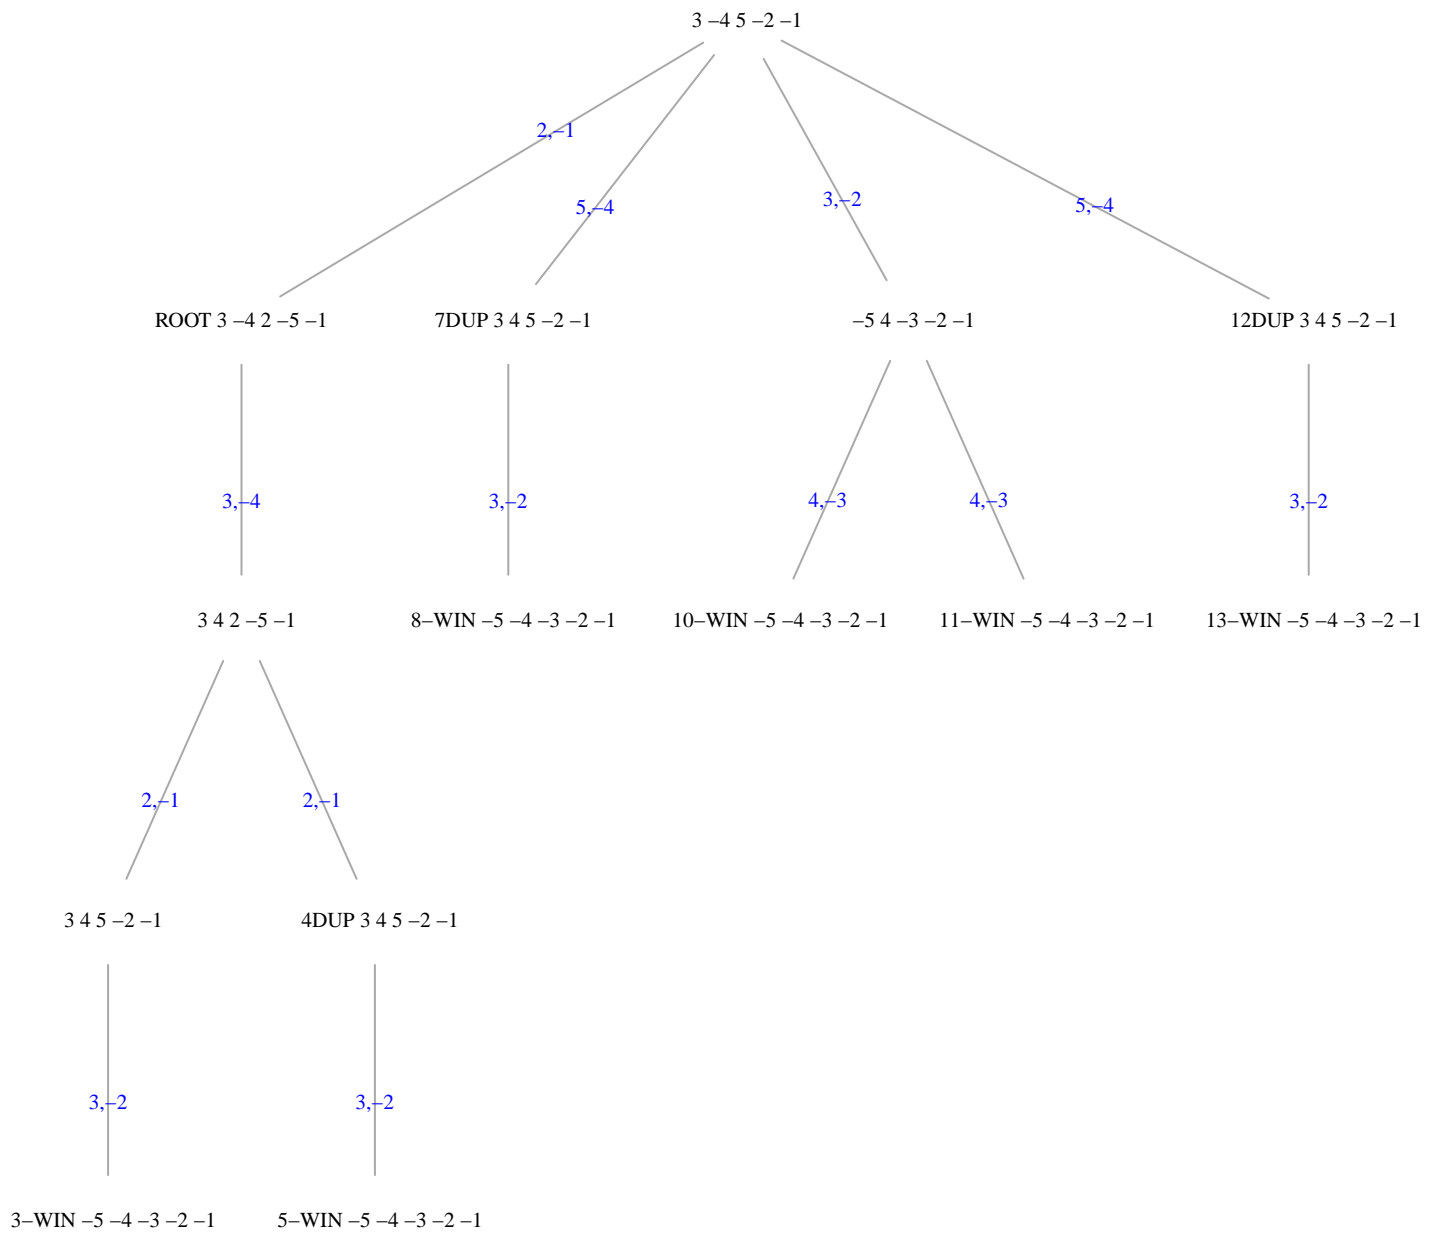 3 –4 5 –2 –1
2,–1
5,–4
3,–2
5,–4
ROOT 3 –4 2 –5 –1
7DUP 3 4 5 –2 –1
–5 4 –3 –2 –1
12DUP 3 4 5 –2 –1
3,–4
3,–2
4,–3
4,–3
3,–2
3 4 2 –5 –1
8–WIN –5 –4 –3 –2 –1
10–WIN –5 –4 –3 –2 –1
11–WIN –5 –4 –3 –2 –1
13–WIN –5 –4 –3 –2 –1
2,–1
2,–1
3 4 5 –2 –1
4DUP 3 4 5 –2 –1
3,–2
3,–2
3–WIN –5 –4 –3 –2 –1
5–WIN –5 –4 –3 –2 –1